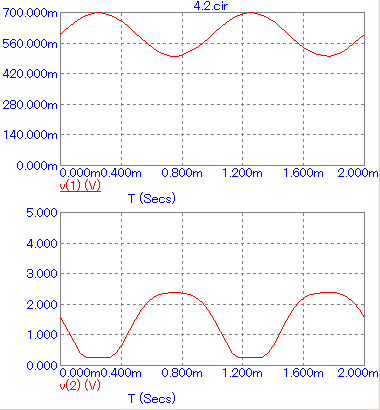 4.2.cir
700.000m
560.000m
420.000m
280.000m
140.000m
0.000m
0.000m 0.400m 0.800m 1.200m 1.600m 2.000m
v(1) (V)
T (Secs)
5.000
4.000
3.000
2.000
1.000
0.000
0.000m 0.400m 0.800m 1.200m 1.600m 2.000m
v(2) (V)
T (Secs)